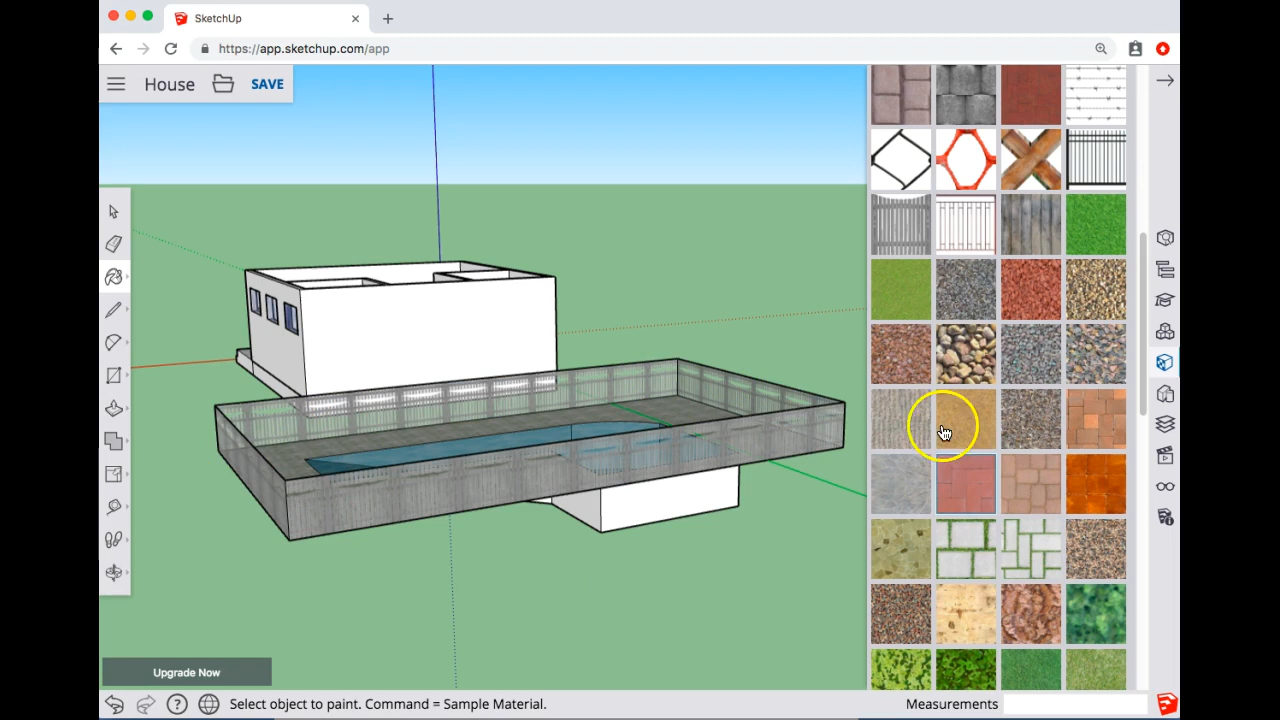 SketchUp
https://app.sketchup.com/app
House
SAVE
Upgrade Now
Select object to paint. Command = Sample Material.
Measurements